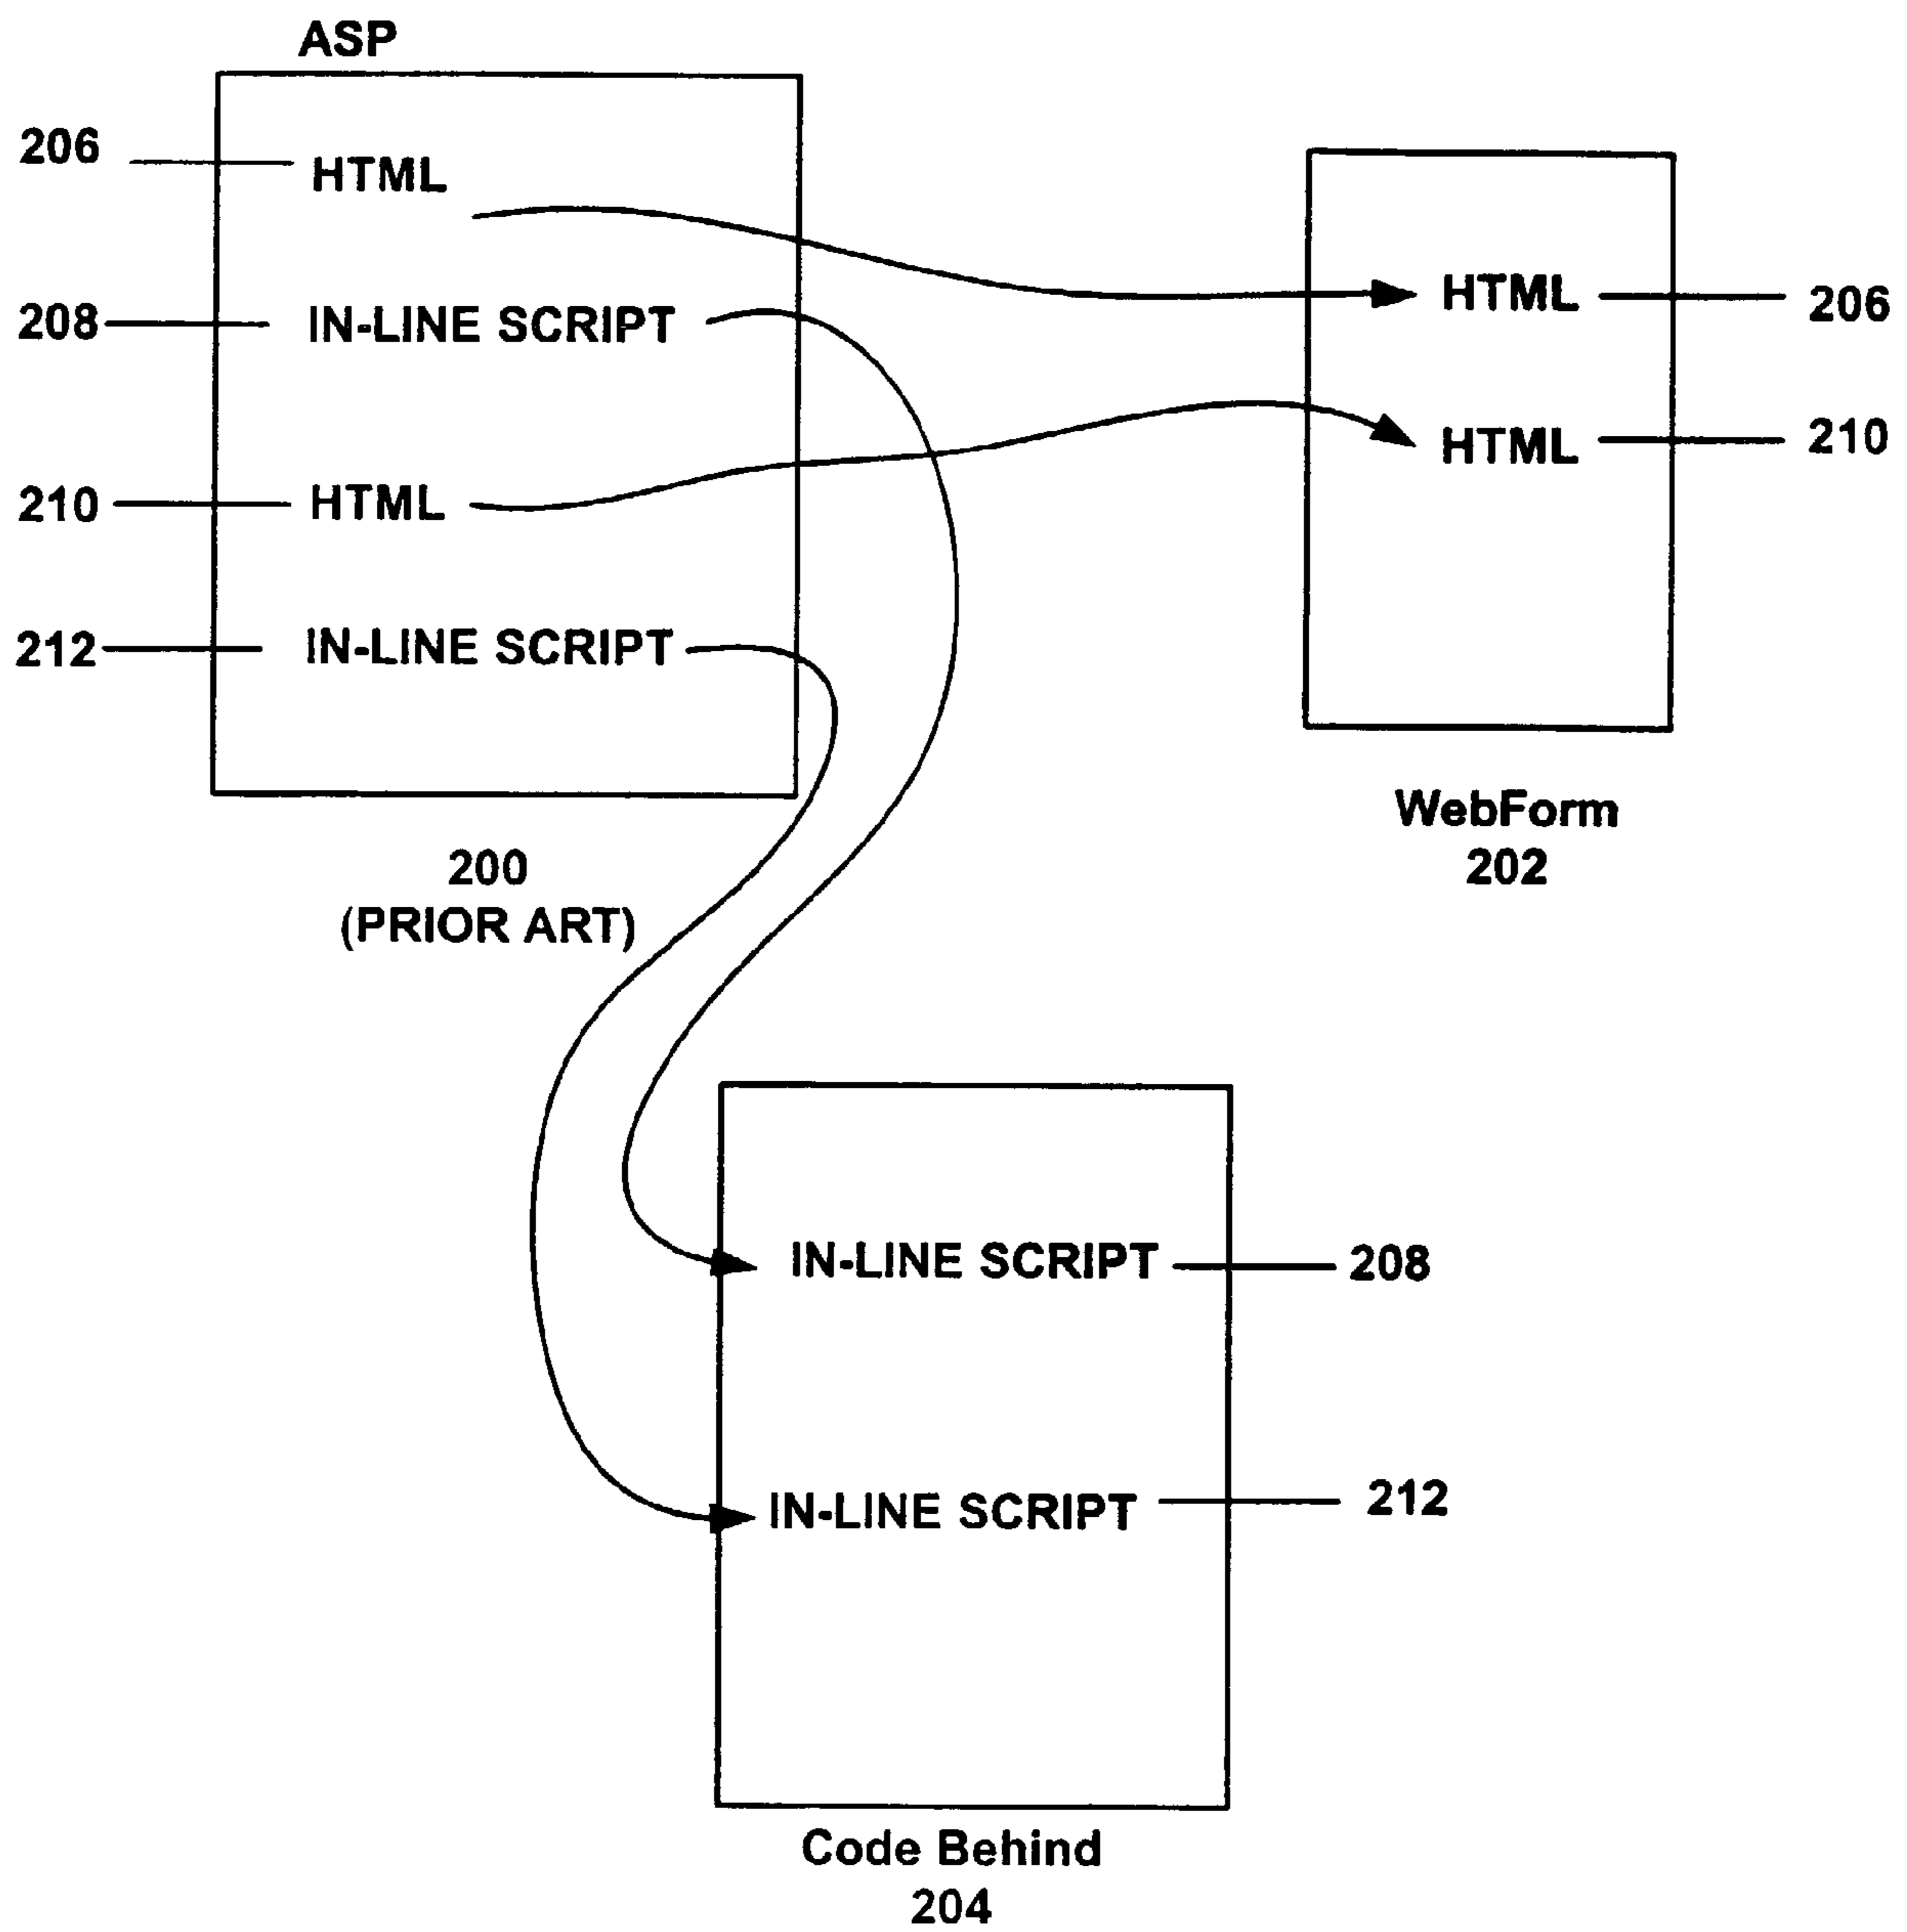 ASP
206
HTML
208
IN-LINE SCRIPT
210
HTML
212
IN-LINE SCRIPT
200
(PRIOR ART)
HTML
206
HTML
210
WebForm
202
IN-LINE SCRIPT
208
IN-LINE SCRIPT
212
Code Behind
204